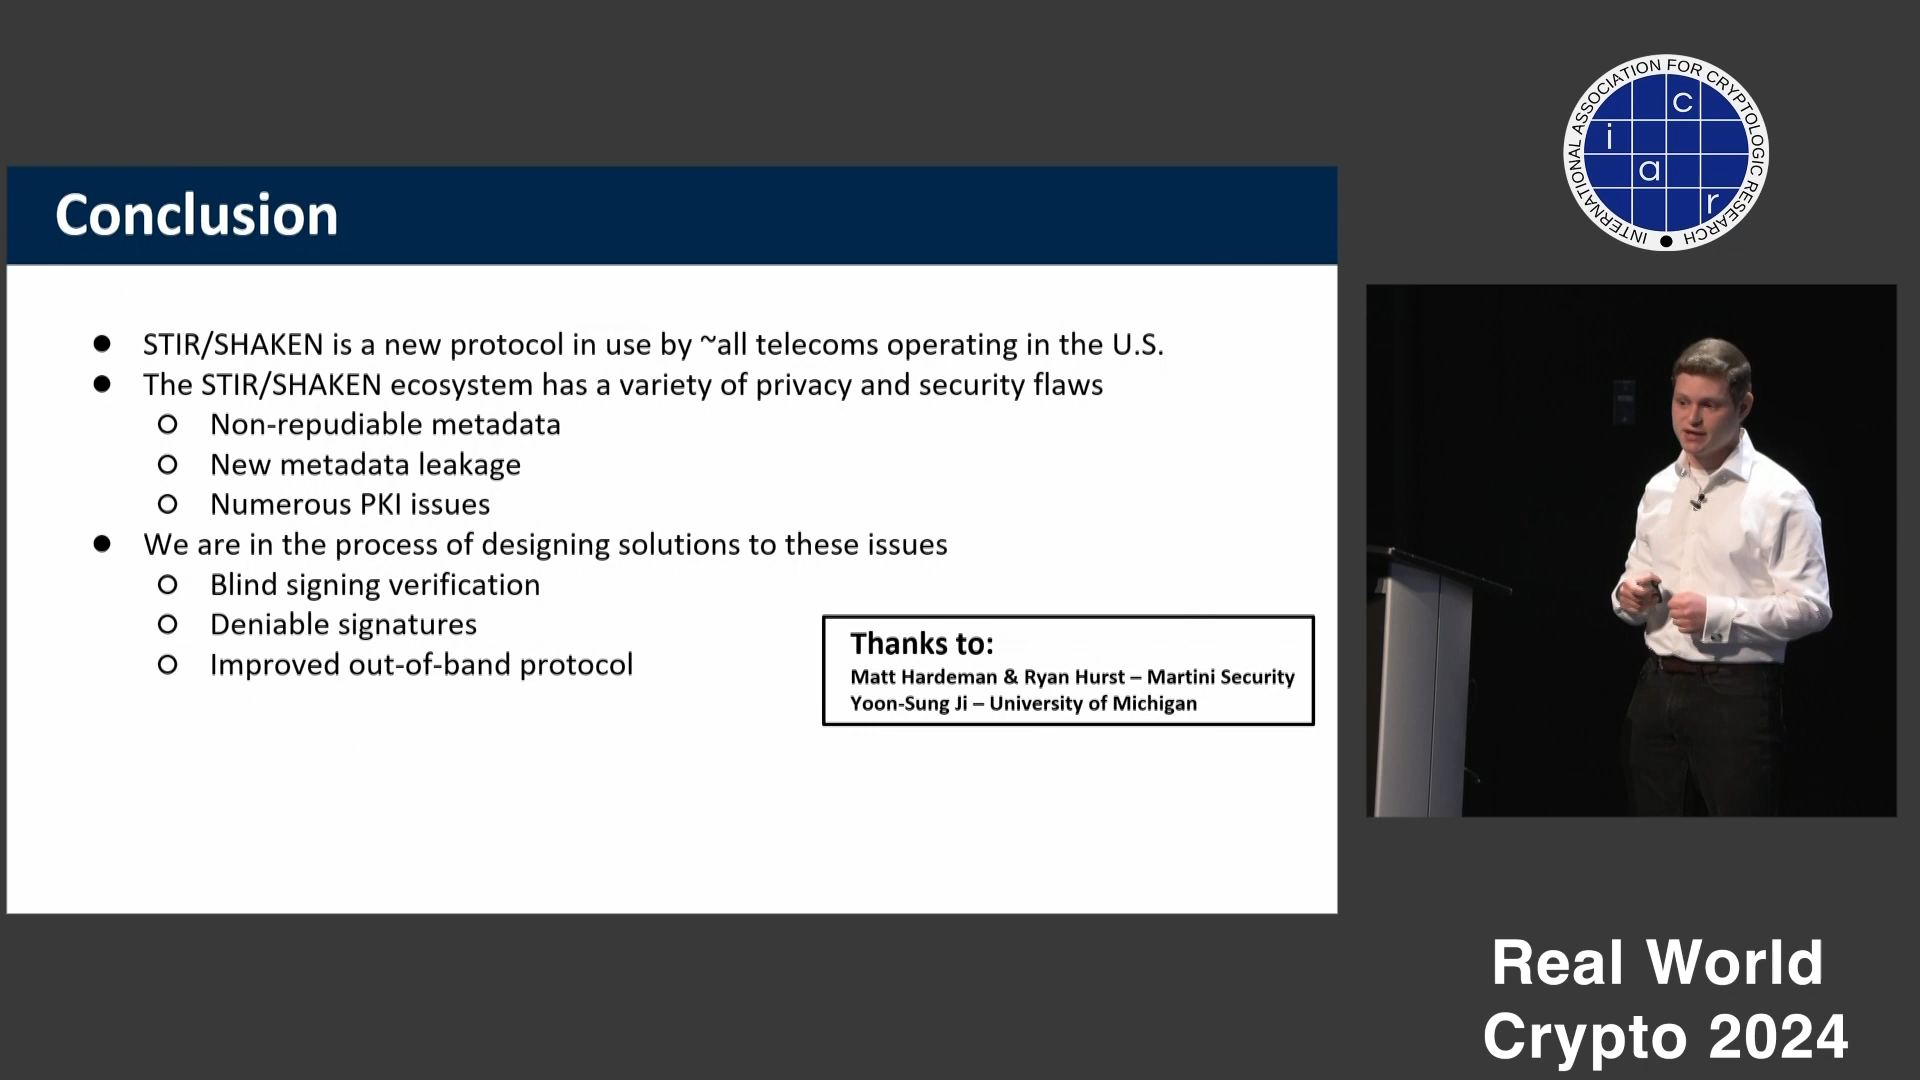 Conclusion
● STIR/SHAKEN is a new protocol in use by ~all telecoms operating in the U.S.
● The STIR/SHAKEN ecosystem has a variety of privacy and security flaws
○ Non-repudiable metadata
○ New metadata leakage
○ Numerous PKI issues
● We are in the process of designing solutions to these issues
○ Blind signing verification
○ Deniable signatures
○ Improved out-of-band protocol
Thanks to:
Matt Hardeman & Ryan Hurst – Martini Security
Yoon-Sung Ji – University of Michigan
INTERNATIONAL ASSOCIATION FOR CRYPTOLOGIC RESEARCH
i a c r
Real World
Crypto 2024